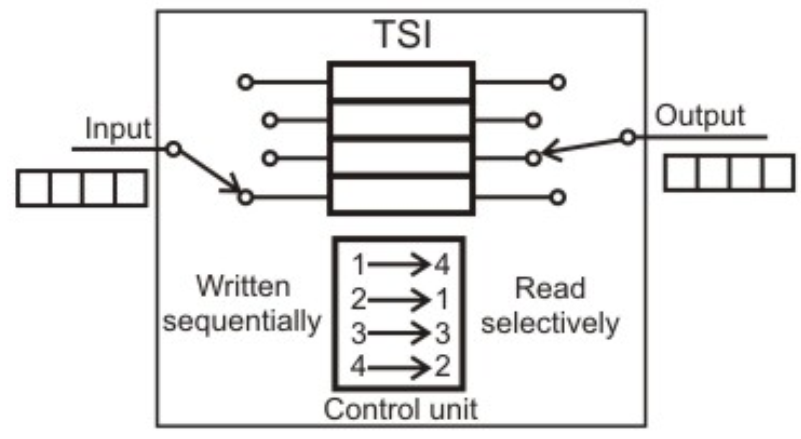 TSI
Input
Output
Written
sequentially
1→4
2→1
3→3
4→2
Read
selectively
Control unit